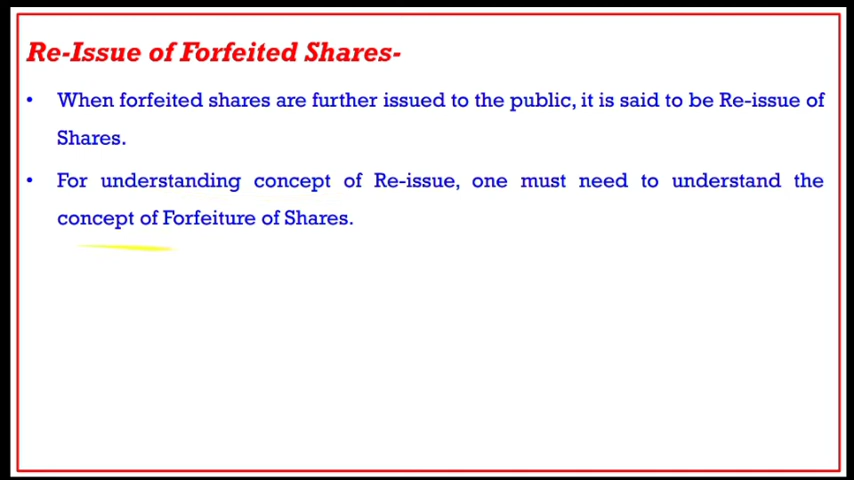 Re-Issue of Forfeited Shares-
• When forfeited shares are further issued to the public, it is said to be Re-issue of
Shares.
• For understanding concept of Re-issue, one must need to understand the
concept of Forfeiture of Shares.